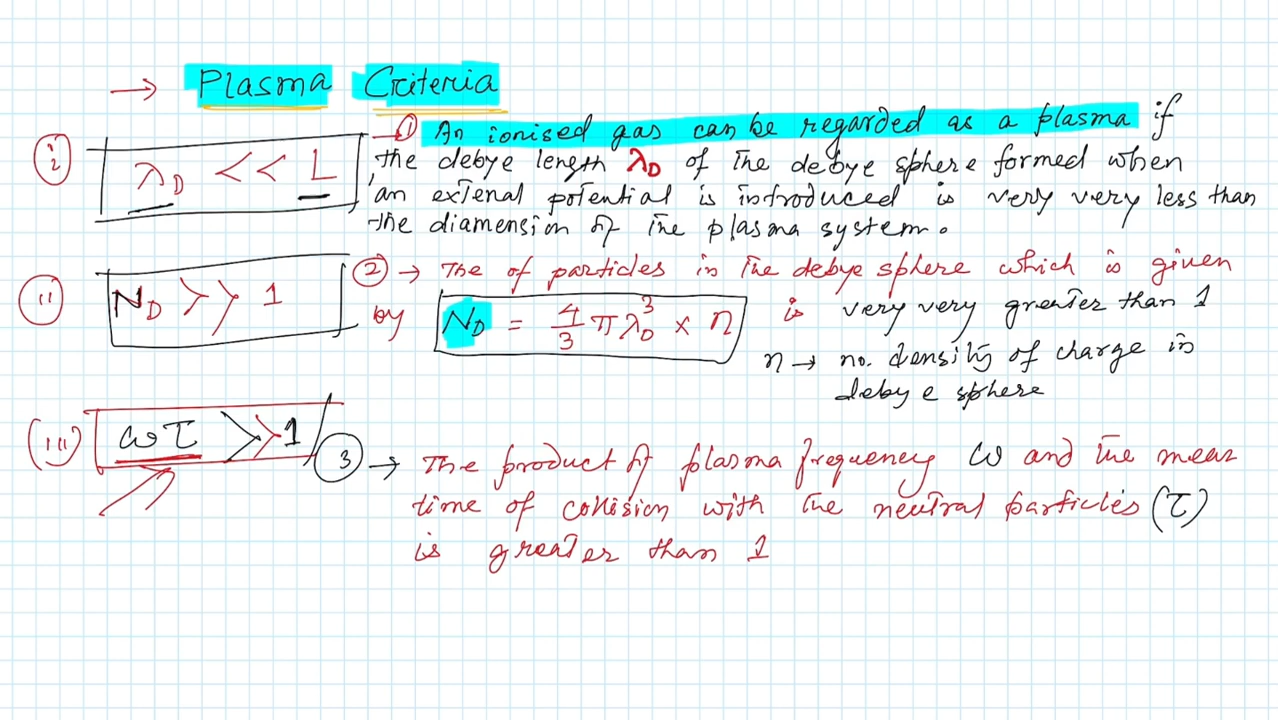 → Plasma Criteria
(i) λD << L → ① An ionised gas can be regarded as a plasma if
the debye length λD of the debye sphere formed when
an extenal potential is introduced is very very less than
the diamension of the plasma system.
(ii) ND >> 1 ② → The of particles in the debye sphere which is given
by ND = 4/3 πλD³ × n is very very greater than 1
n → no. density of charge in
debye sphere
(iii) ωτ >> 1 ③ → The product of plasma frequency ω and the mean
time of collision with the neutral particles (τ)
is greater than 1